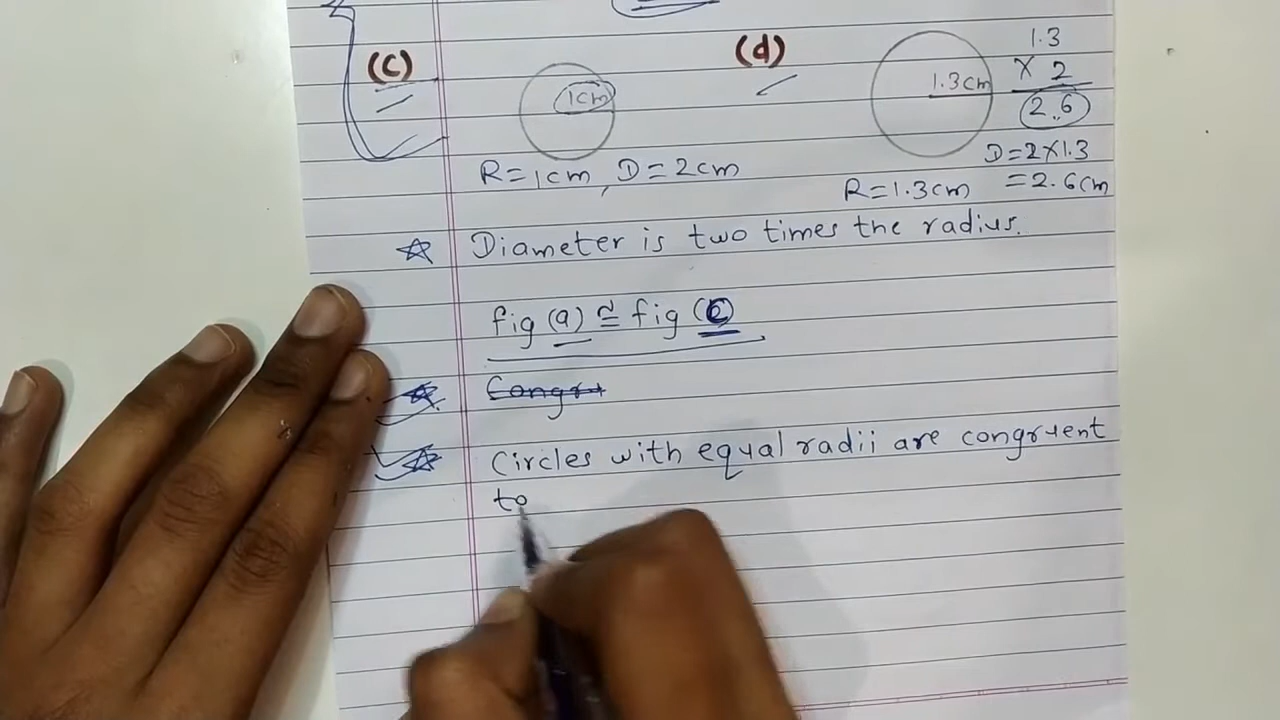 (c)
1cm
R=1cm, D=2cm
(d)
1.3cm
1.3
× 2
2.6
D=2×1.3
=2.6cm
R=1.3cm
Diameter is two times the radius.
fig (a) ≅ fig (c)
Congr
Circles with equal radii are congruent
to